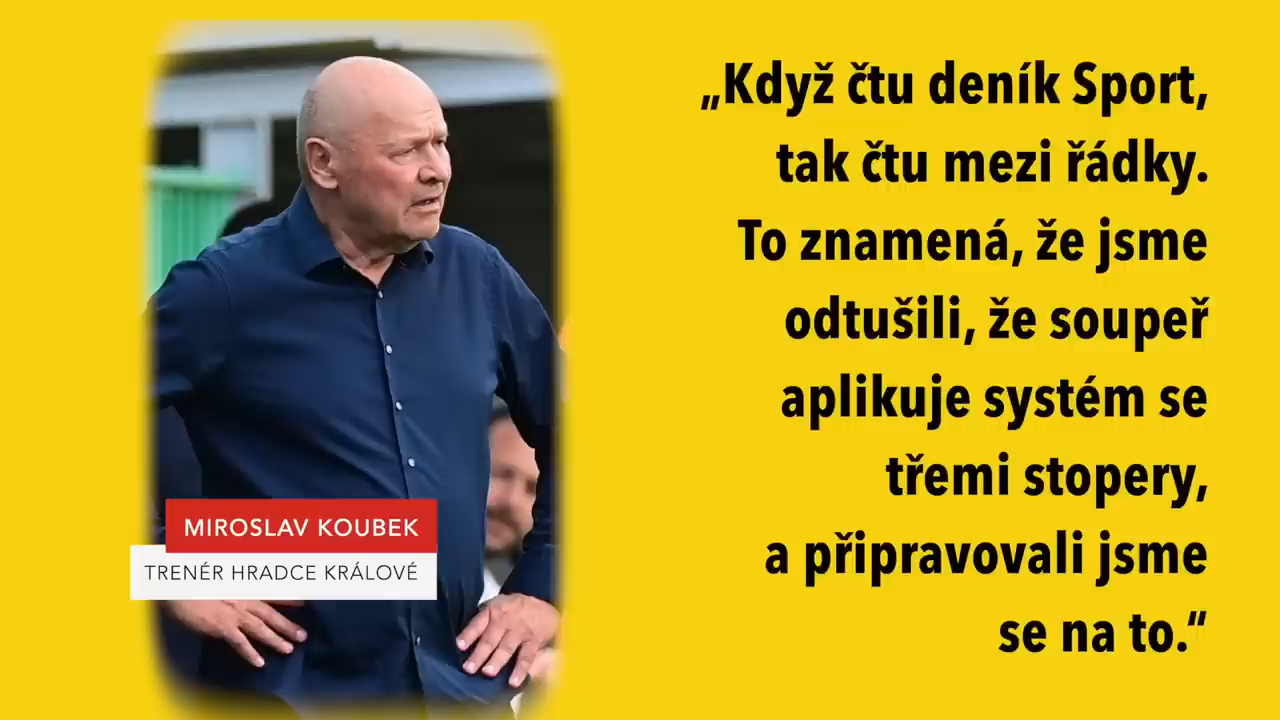 „Když čtu deník Sport,
tak čtu mezi řádky.
To znamená, že jsme
odtušili, že soupeř
aplikuje systém se
třemi stopery,
a připravovali jsme
se na to.“
MIROSLAV KOUBEK
TRENÉR HRADCE KRÁLOVÉ